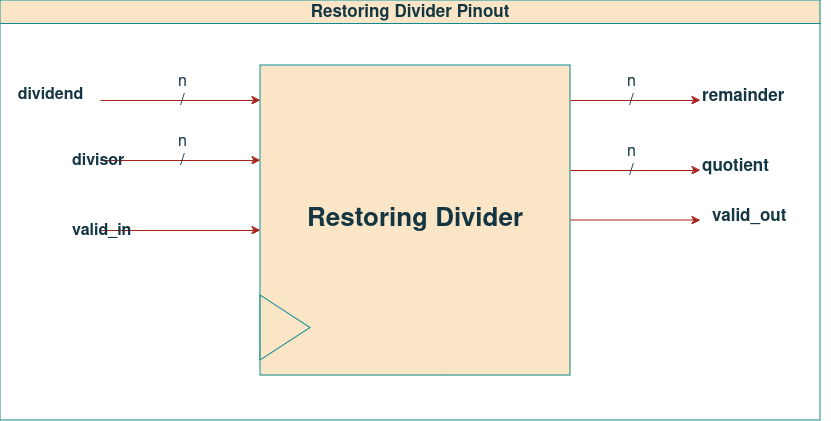 Restoring Divider Pinout
n
dividend
n
divisor
valid_in
Restoring Divider
n
remainder
n
quotient
valid_out